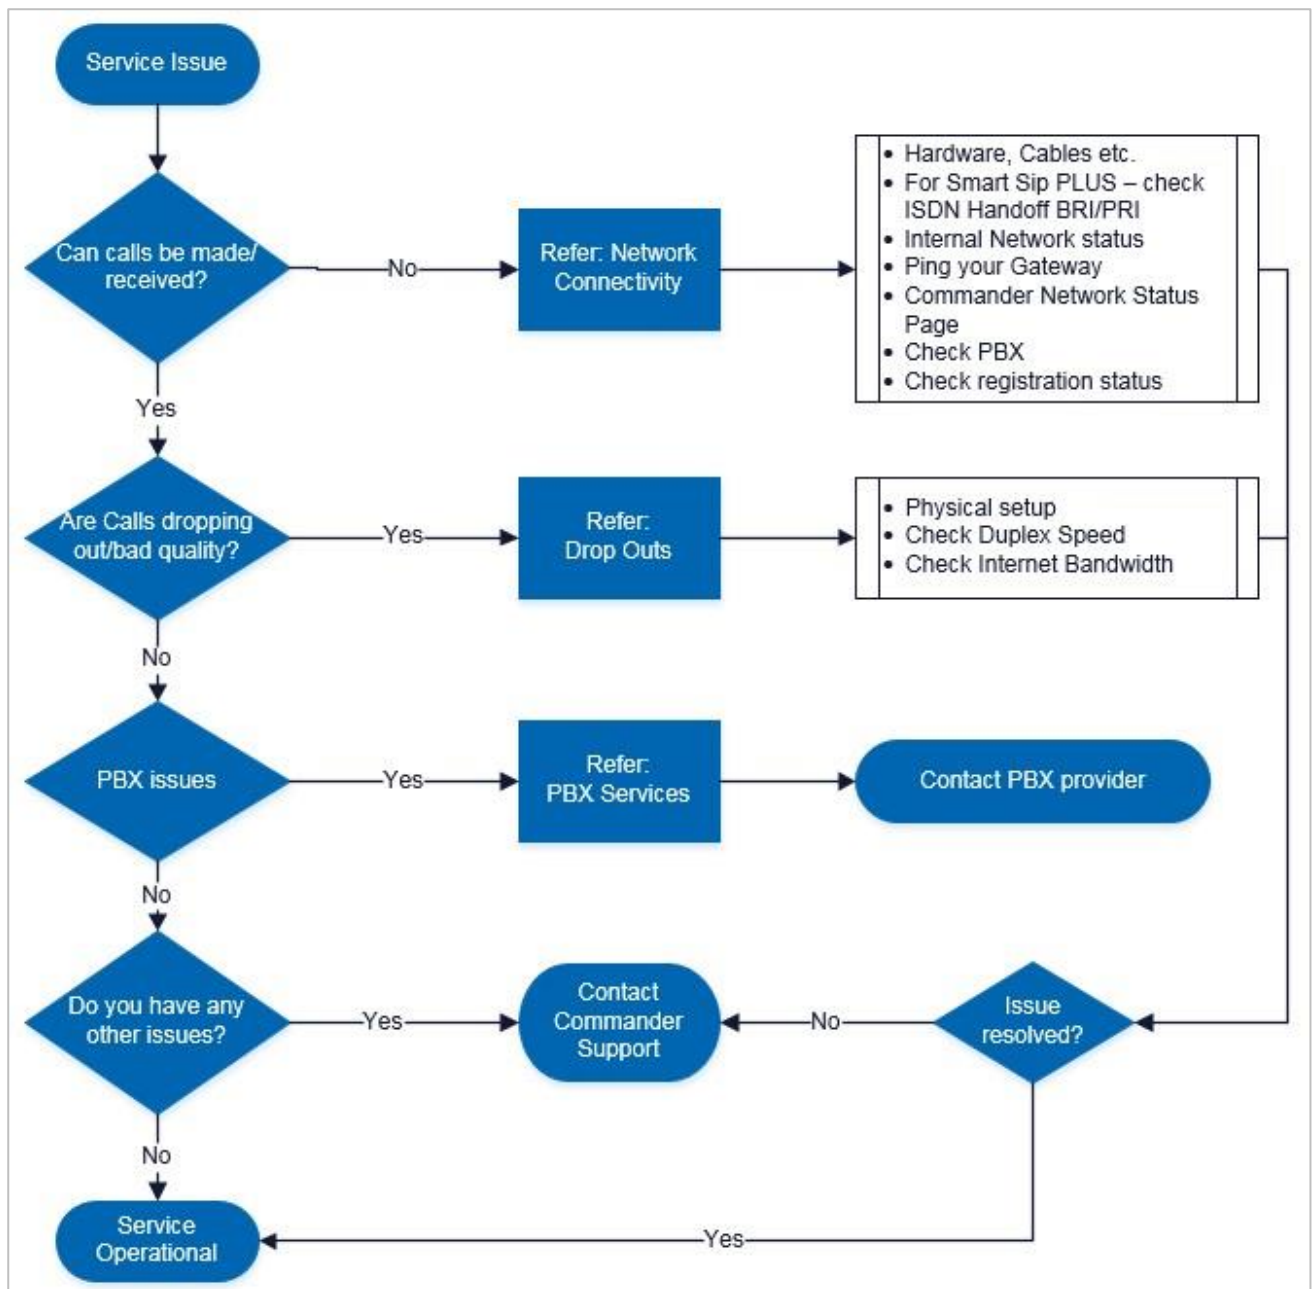 Service Issue
Can calls be made/
received?
No
Refer: Network
Connectivity
• Hardware, Cables etc.
• For Smart Sip PLUS – check
ISDN Handoff BRI/PRI
• Internal Network status
• Ping your Gateway
• Commander Network Status
Page
• Check PBX
• Check registration status
Yes
Are Calls dropping
out/bad quality?
Yes
Refer:
Drop Outs
• Physical setup
• Check Duplex Speed
• Check Internet Bandwidth
No
PBX issues
Yes
Refer:
PBX Services
Contact PBX provider
No
Do you have any
other issues?
Yes
Contact
Commander
Support
No
Issue
resolved?
No
Service
Operational
Yes